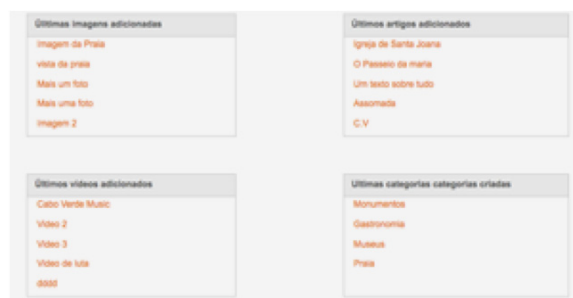 Últimas imagens adicionadas
Imagem da Praia
vista da praia
Mais um foto
Mais uma foto
Imagem 2
Últimos artigos adicionados
Igreja de Santa Joana
O Passeio da maria
Um texto sobre tudo
Assomada
C.V
Últimos videos adicionados
Cabo Verde Music
Video 2
Video 3
Video de luta
dddd
Ultimas categorias categorias criadas
Monumentos
Gastronomia
Museus
Praia